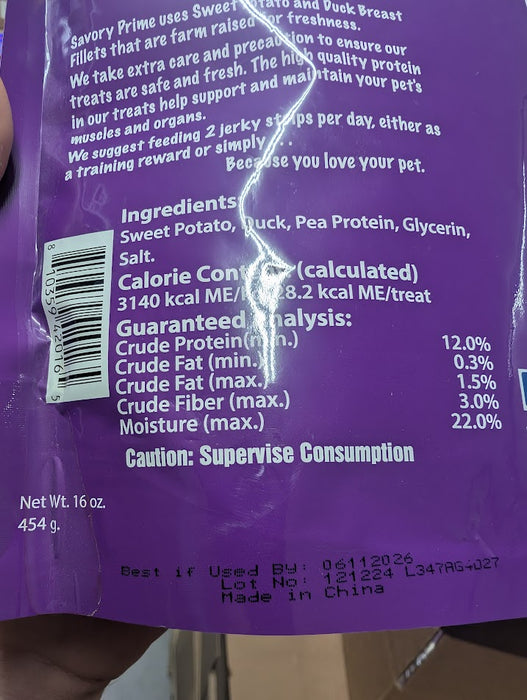 Savory Prime uses Sweet and Duck Breast
Fillets that are farm raised for freshness.
We take extra care and precaution to ensure our
treats are safe and fresh. The high quality protein
in our treats help support and maintain your pet's
muscles and organs.
We suggest feeding 2 jerky strips per day, either as
a training reward or simply . .
Because you love your pet.
Ingredients
Sweet Potato, Duck, Pea Protein, Glycerin,
Salt.
Calorie (calculated)
3140 kcal 28.2 kcal ME/treat
Guaranteed Analysis:
Crude Protein (min.) 12.0%
Crude Fat (min.) 0.3%
Crude Fat (max.) 1.5%
Crude Fiber (max.) 3.0%
Moisture (max.) 22.0%
Caution: Supervise Consumption
8 10359 42016 5
Net Wt. 16 oz.
454 g.
Best if Used By: 06112026
Lot No: 121224
Made in China